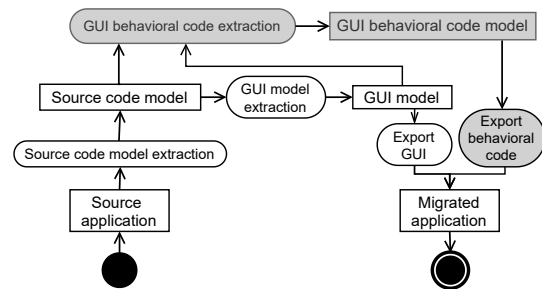 GUI behavioral code extraction
GUI behavioral code model
Source code model
GUI model
extraction
GUI model
Export
GUI
Export
behavioral
code
Source code model extraction
Source
application
Migrated
application